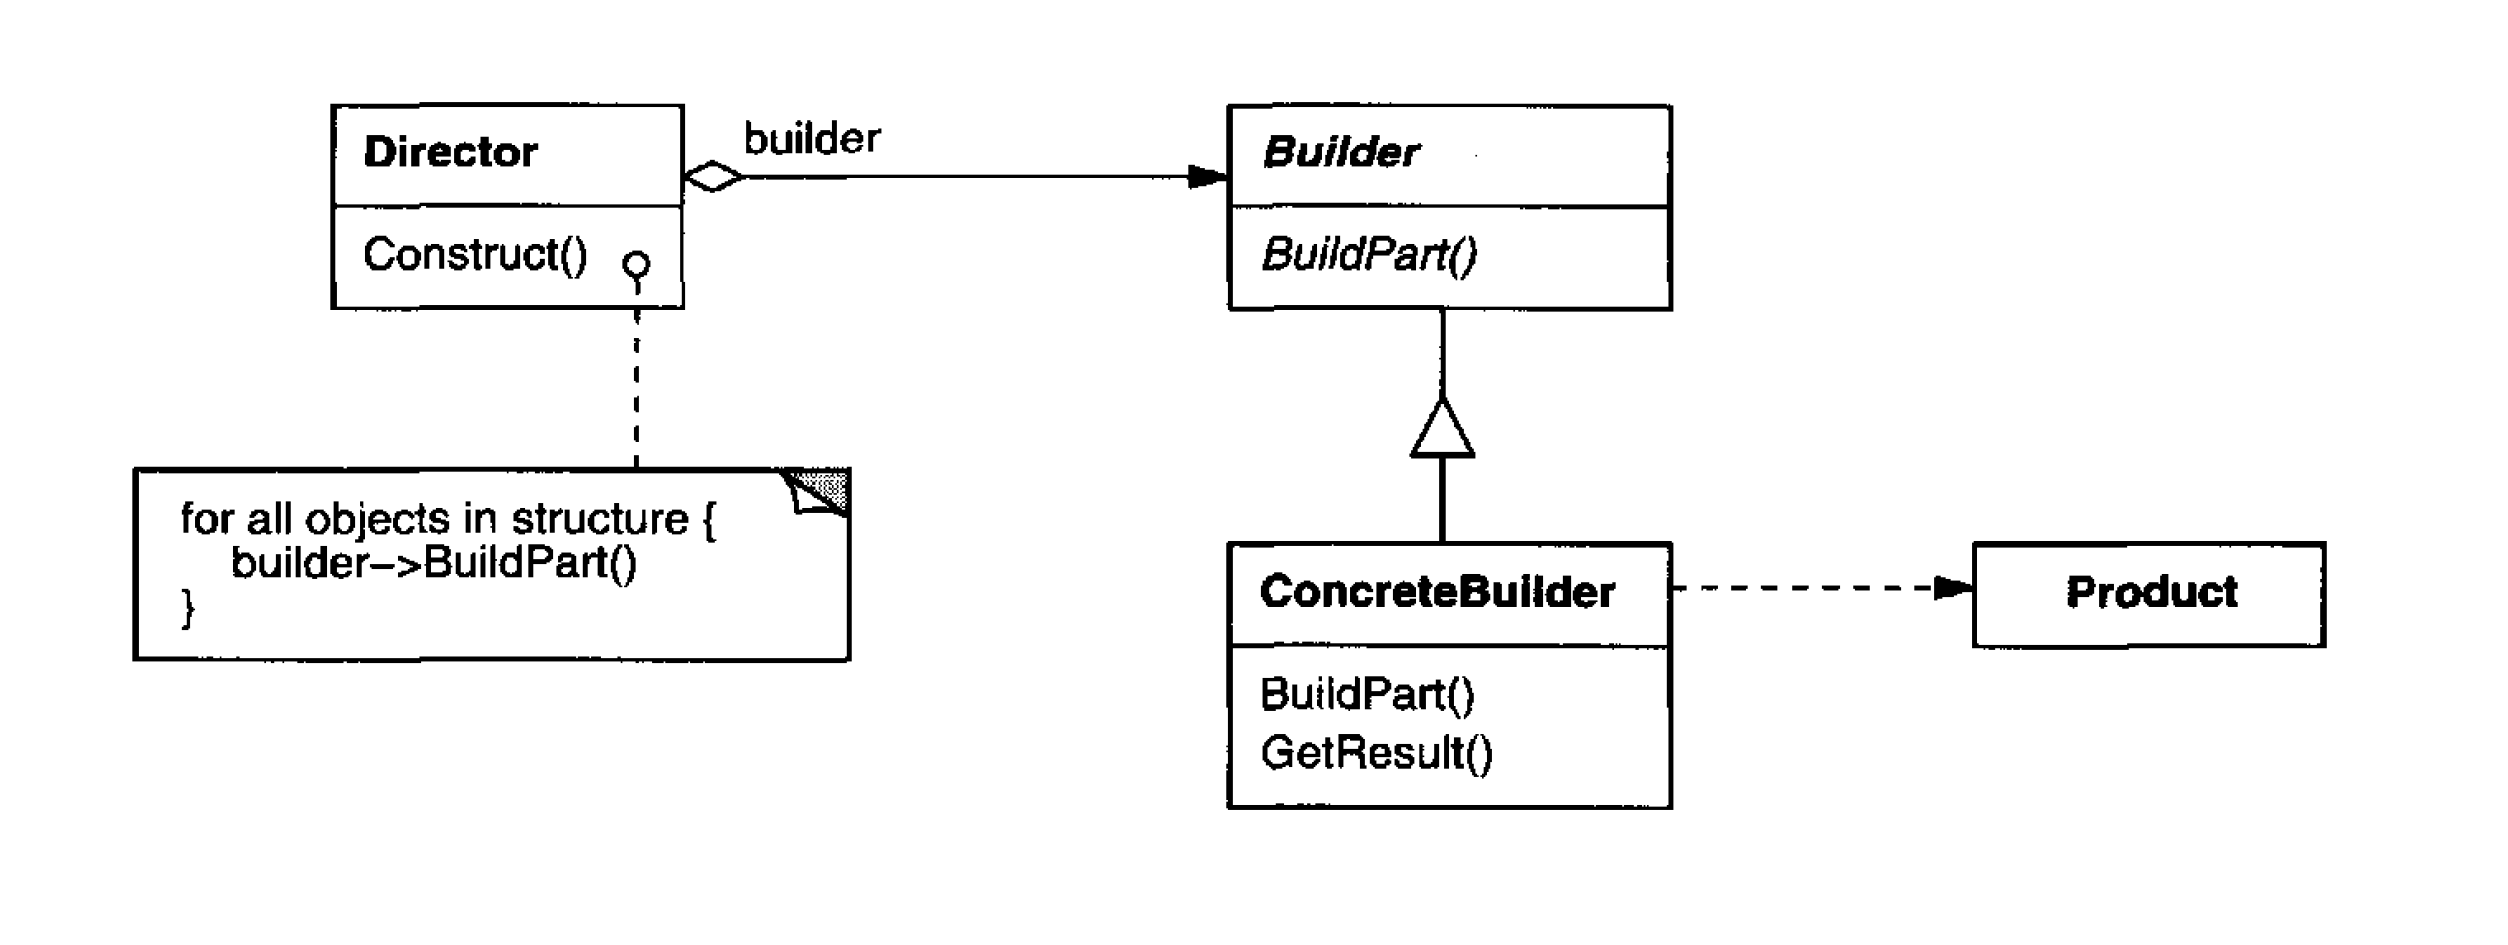 Director
builder
Builder
Construct()
BuildPart()
for all objects in structure {
builder->BuildPart()
}
ConcreteBuilder
Product
BuildPart()
GetResult()